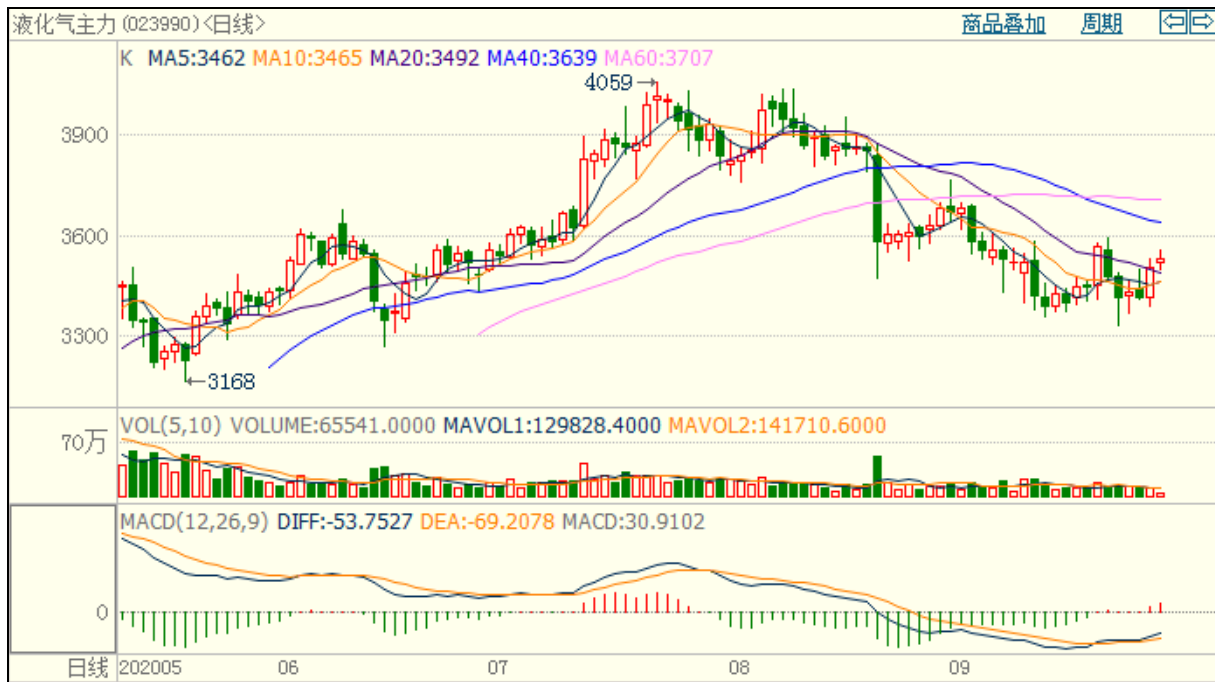 液化气主力(023990)<日线> 商品叠加 周期
K MA5:3462 MA10:3465 MA20:3492 MA40:3639 MA60:3707
4059
3900
3600
3300
3168
VOL(5,10) VOLUME:65541.0000 MAVOL1:129828.4000 MAVOL2:141710.6000
70万
MACD(12,26,9) DIFF:-53.7527 DEA:-69.2078 MACD:30.9102
0
日线 202005 06 07 08 09